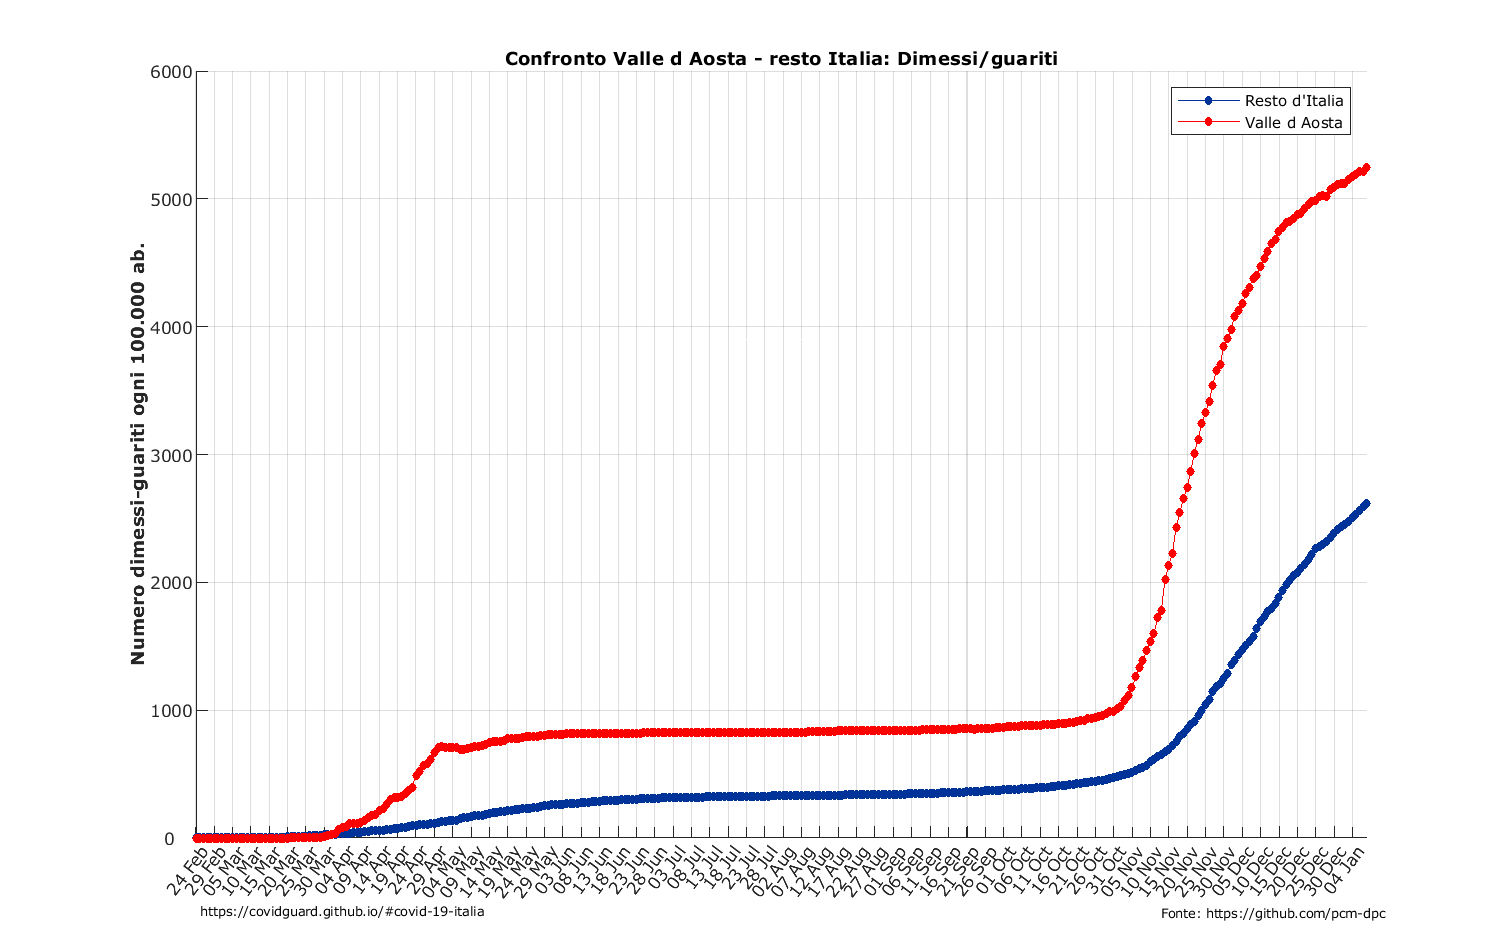 Confronto Valle d Aosta - resto Italia: Dimessi/guariti
Resto d'Italia
Valle d Aosta
Numero dimessi-guariti ogni 100.000 ab.
6000
5000
4000
3000
2000
1000
0
24 Feb
29 Feb
05 Mar
10 Mar
15 Mar
20 Mar
25 Mar
30 Mar
04 Apr
09 Apr
14 Apr
19 Apr
24 Apr
29 Apr
04 May
09 May
14 May
19 May
24 May
29 May
03 Jun
08 Jun
13 Jun
18 Jun
23 Jun
28 Jun
03 Jul
08 Jul
13 Jul
18 Jul
23 Jul
28 Jul
02 Aug
07 Aug
12 Aug
17 Aug
22 Aug
27 Aug
01 Sep
06 Sep
11 Sep
16 Sep
21 Sep
26 Sep
01 Oct
06 Oct
11 Oct
16 Oct
21 Oct
26 Oct
31 Oct
05 Nov
10 Nov
15 Nov
20 Nov
25 Nov
30 Nov
05 Dec
10 Dec
15 Dec
20 Dec
25 Dec
30 Dec
04 Jan
https://covidguard.github.io/#covid-19-italia
Fonte: https://github.com/pcm-dpc